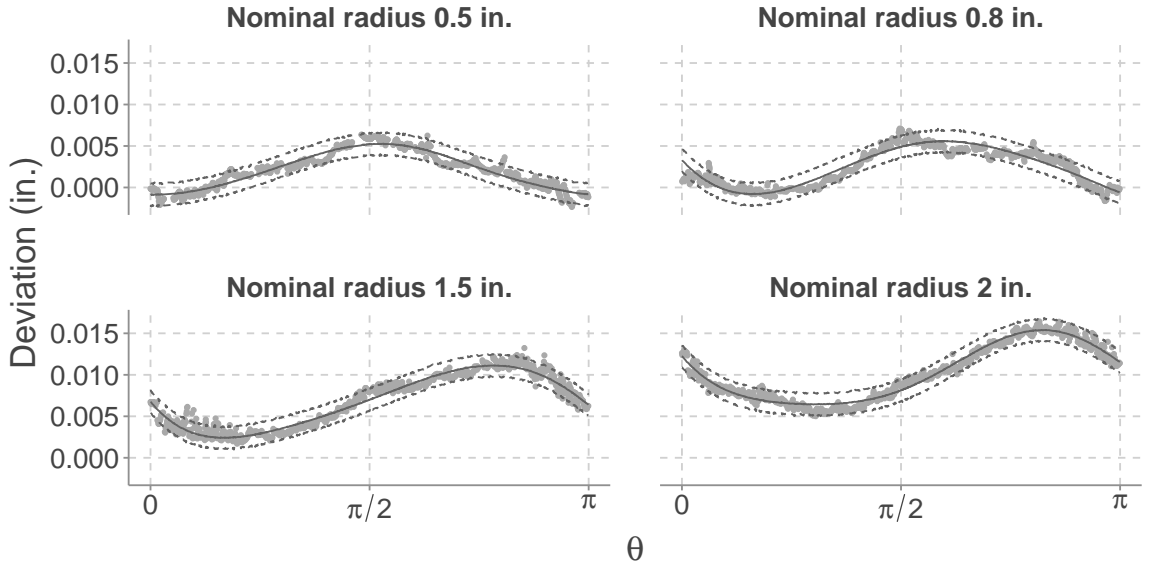 Nominal radius 0.5 in. Nominal radius 0.8 in.
0.015
0.010
0.005
0.000
Deviation (in.)
Nominal radius 1.5 in. Nominal radius 2 in.
0.015
0.010
0.005
0.000
0 π/2 π 0 π/2 π
θ